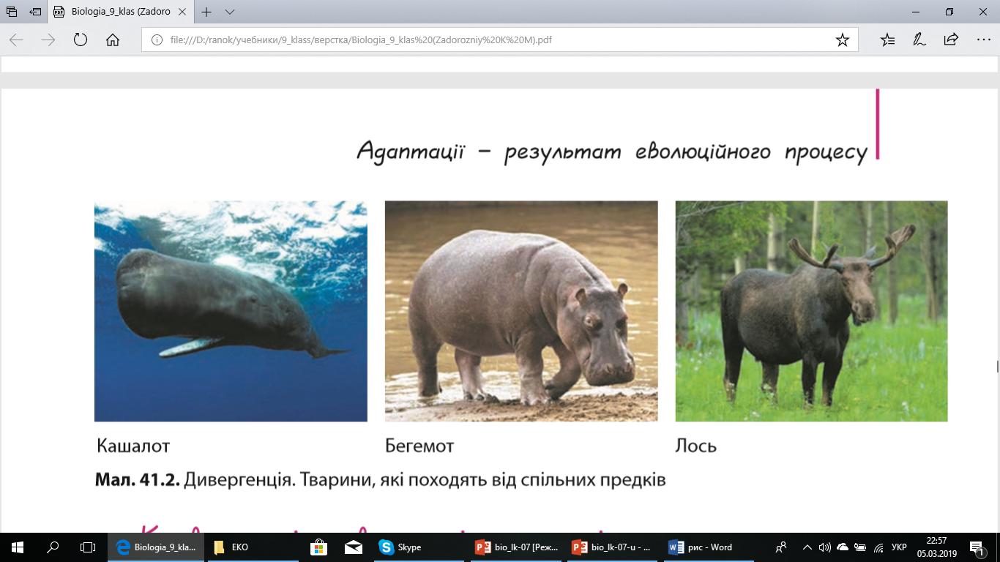 Biologia_9_klas (Zadoro
file:///D:/ranok/учебники/9_klass/верстка/Biologia_9_klas%20(Zadorozniy%20K%20M).pdf
Адаптації – результат еволюційного процесу
Кашалот Бегемот Лось
Мал. 41.2. Дивергенція. Тварини, які походять від спільних предків
Biologia_9_kla... ЕКО Skype bio_lk-07 [Реж... bio_lk-07-u - ... рис - Word УКР 22:57
05.03.2019 1